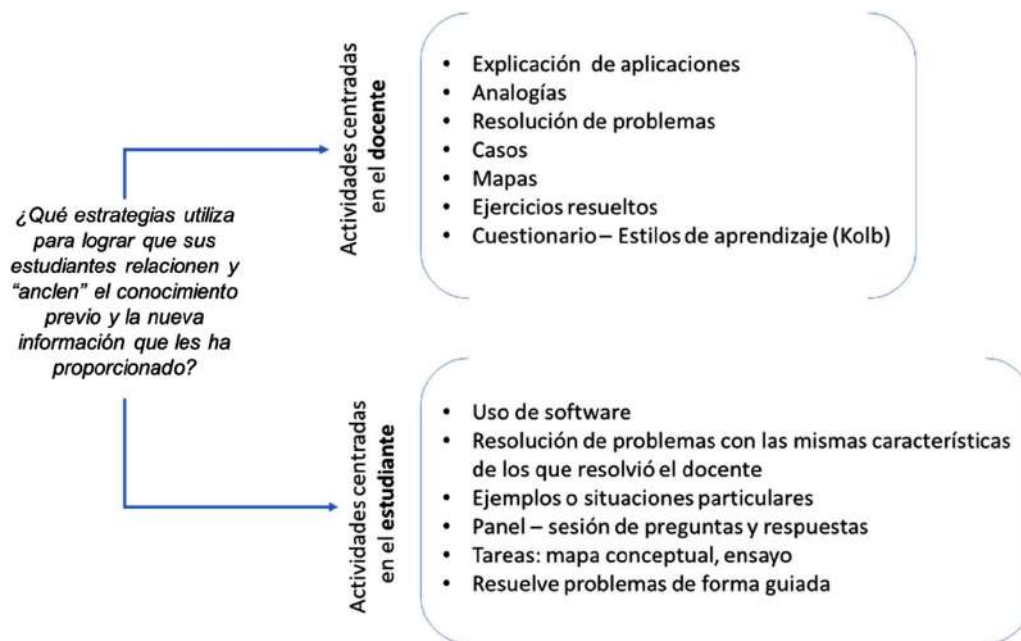 ¿Qué estrategias utiliza
para lograr que sus
estudiantes relacionen y
“anclen” el conocimiento
previo y la nueva
información que les ha
proporcionado?
Actividades centradas
en el docente
• Explicación de aplicaciones
• Analogías
• Resolución de problemas
• Casos
• Mapas
• Ejercicios resueltos
• Cuestionario – Estilos de aprendizaje (Kolb)
Actividades centradas
en el estudiante
• Uso de software
• Resolución de problemas con las mismas características
de los que resolvió el docente
• Ejemplos o situaciones particulares
• Panel – sesión de preguntas y respuestas
• Tareas: mapa conceptual, ensayo
• Resuelve problemas de forma guiada